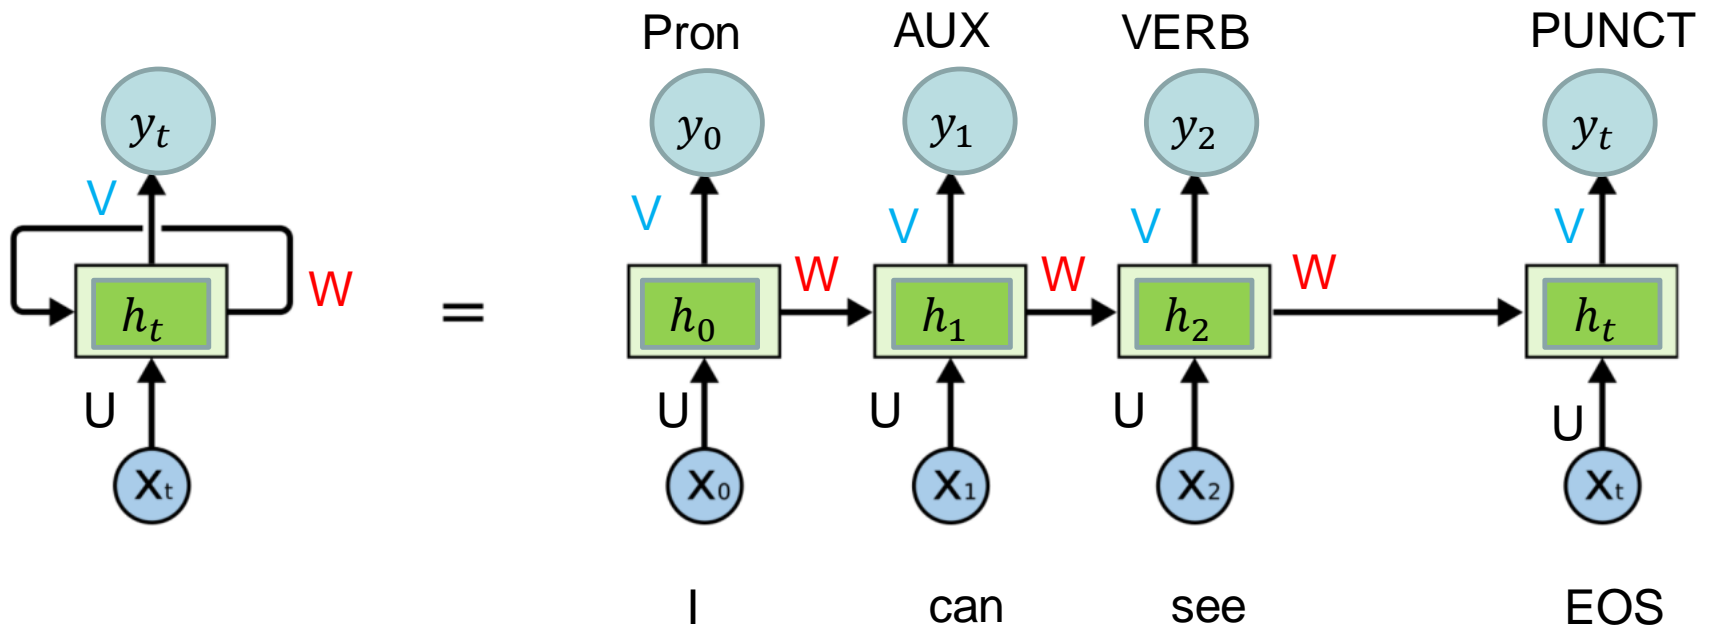 Pron AUX VERB PUNCT
yₜ y₀ y₁ y₂ yₜ
V V V V V
W W W W
hₜ = h₀ h₁ h₂ hₜ
U U U U U
Xₜ X₀ X₁ X₂ Xₜ
I can see EOS